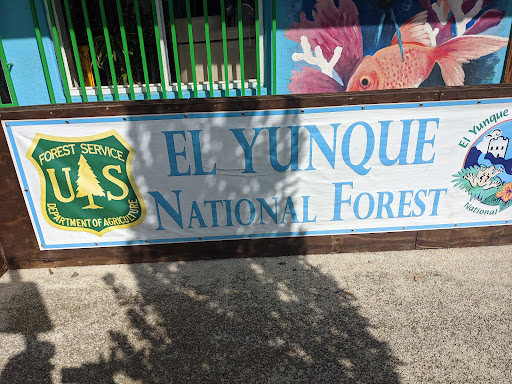 FOREST SERVICE
U S
DEPARTMENT OF AGRICULTURE
EL YUNQUE
NATIONAL FOREST
El Yunque
National